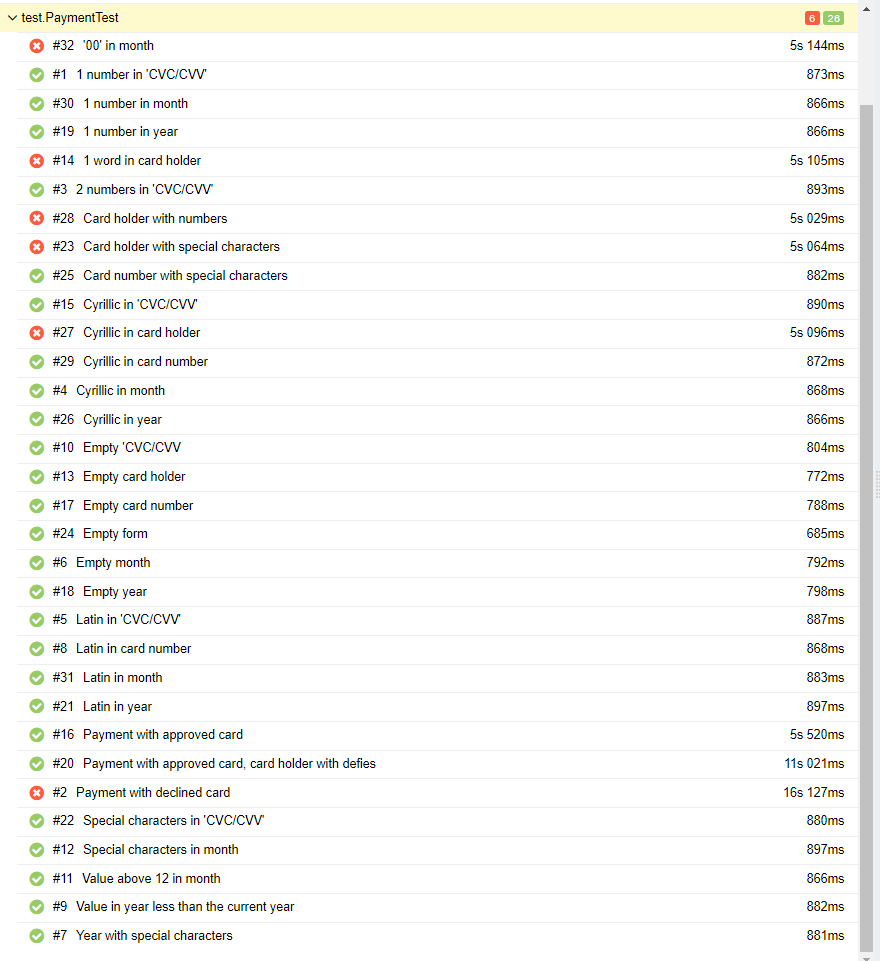 test.PaymentTest 6 26
#32 '00' in month 5s 144ms
#1 1 number in 'CVC/CVV' 873ms
#30 1 number in month 866ms
#19 1 number in year 866ms
#14 1 word in card holder 5s 105ms
#3 2 numbers in 'CVC/CVV' 893ms
#28 Card holder with numbers 5s 029ms
#23 Card holder with special characters 5s 064ms
#25 Card number with special characters 882ms
#15 Cyrillic in 'CVC/CVV' 890ms
#27 Cyrillic in card holder 5s 096ms
#29 Cyrillic in card number 872ms
#4 Cyrillic in month 868ms
#26 Cyrillic in year 866ms
#10 Empty 'CVC/CVV 804ms
#13 Empty card holder 772ms
#17 Empty card number 788ms
#24 Empty form 685ms
#6 Empty month 792ms
#18 Empty year 798ms
#5 Latin in 'CVC/CVV' 887ms
#8 Latin in card number 868ms
#31 Latin in month 883ms
#21 Latin in year 897ms
#16 Payment with approved card 5s 520ms
#20 Payment with approved card, card holder with defies 11s 021ms
#2 Payment with declined card 16s 127ms
#22 Special characters in 'CVC/CVV' 880ms
#12 Special characters in month 897ms
#11 Value above 12 in month 866ms
#9 Value in year less than the current year 882ms
#7 Year with special characters 881ms